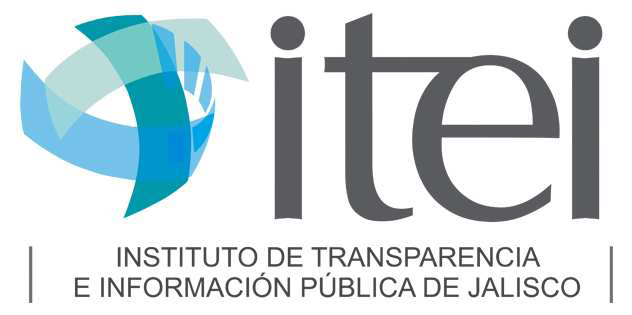 itei
INSTITUTO DE TRANSPARENCIA
E INFORMACIÓN PÚBLICA DE JALISCO